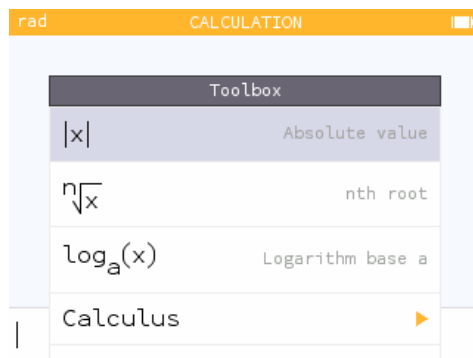 rad CALCULATION
Toolbox
|x| Absolute value
ⁿ√x nth root
logₐ(x) Logarithm base a
Calculus